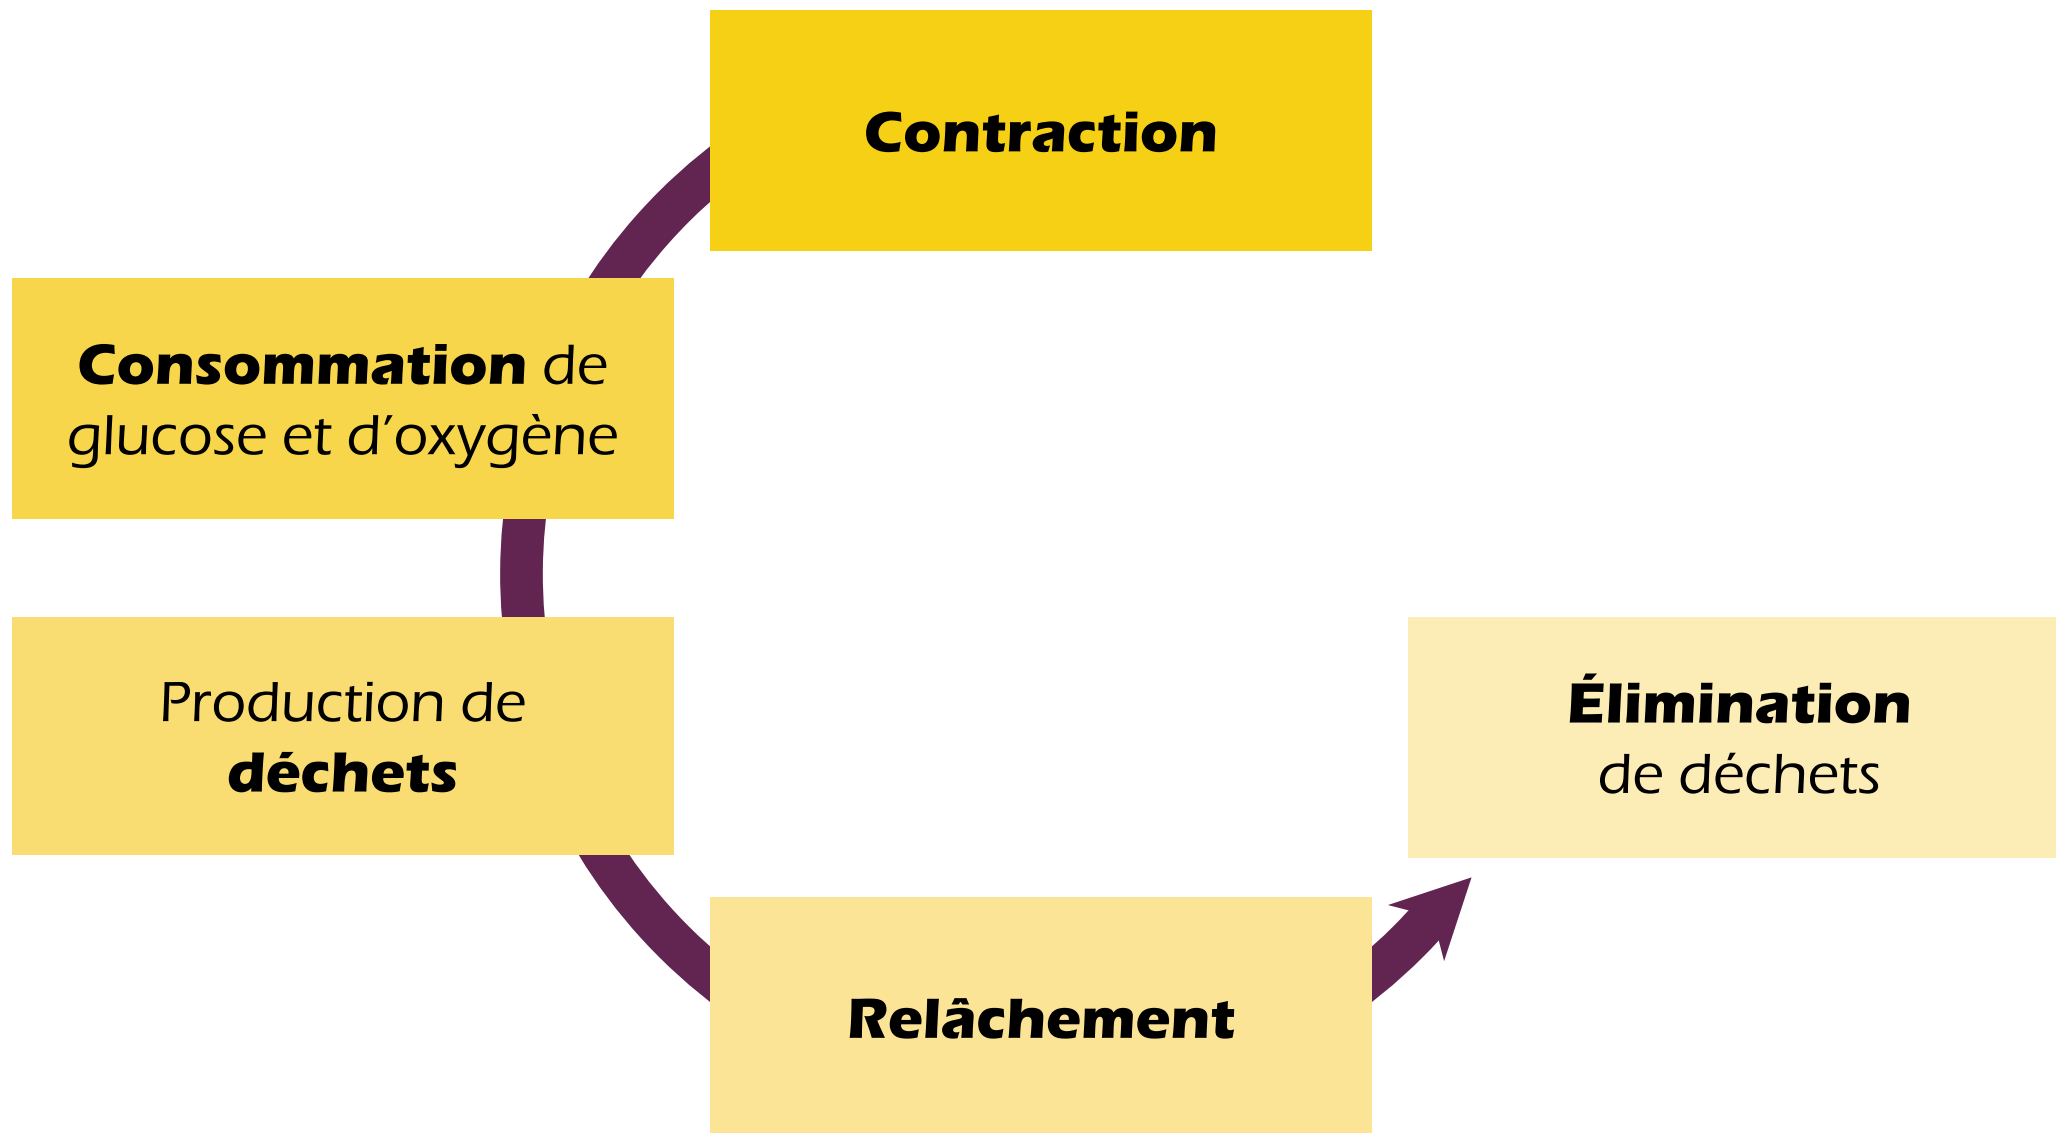 Contraction
Consommation de
glucose et d’oxygène
Production de
déchets
Relâchement
Élimination
de déchets